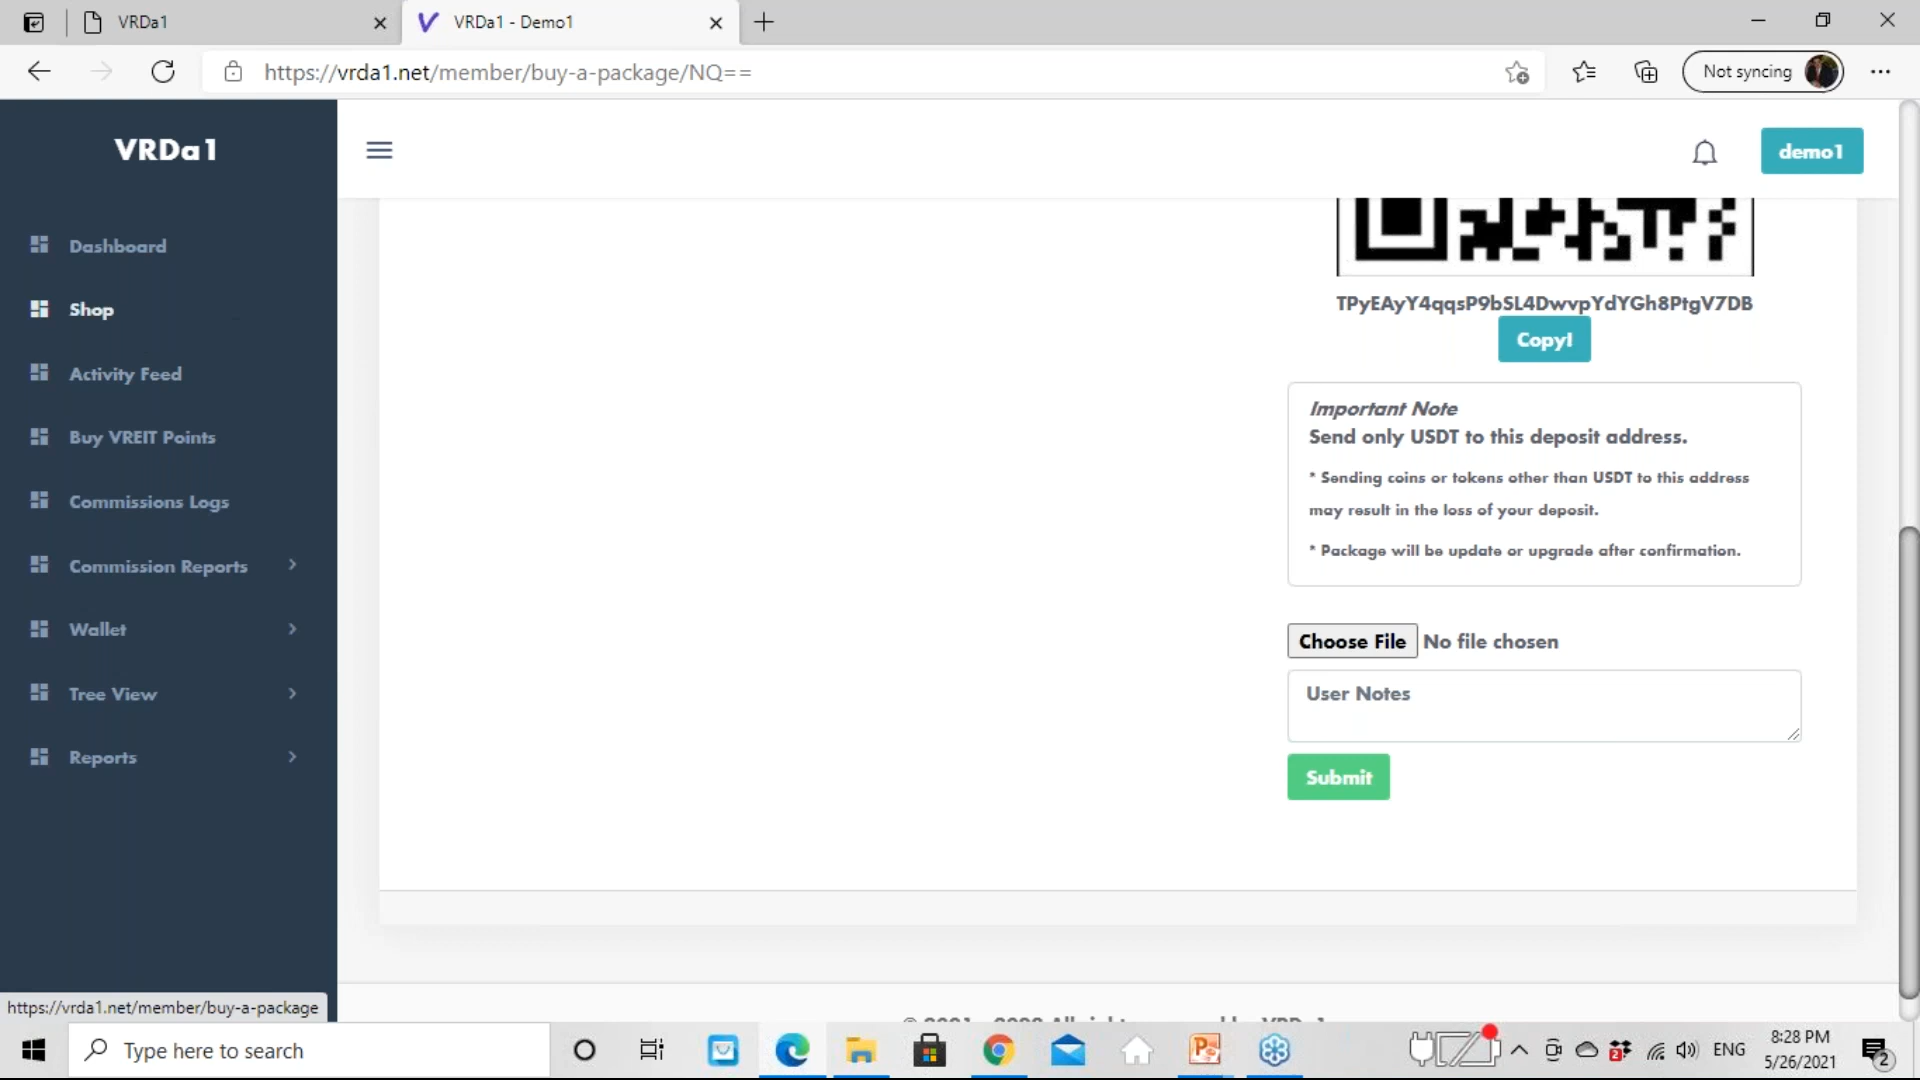 VRDa1
VRDa1 - Demo1
https://vrda1.net/member/buy-a-package/NQ==
Not syncing
VRDa1
demo1
Dashboard
Shop
Activity Feed
Buy VREIT Points
Commissions Logs
Commission Reports
Wallet
Tree View
Reports
TPyEAyY4qqsP9bSL4DwvpYdYGh8PtgV7DB
Copy!
Important Note
Send only USDT to this deposit address.
* Sending coins or tokens other than USDT to this address
may result in the loss of your deposit.
* Package will be update or upgrade after confirmation.
Choose File No file chosen
User Notes
Submit
https://vrda1.net/member/buy-a-package
Type here to search
ENG
8:28 PM
5/26/2021
2
2